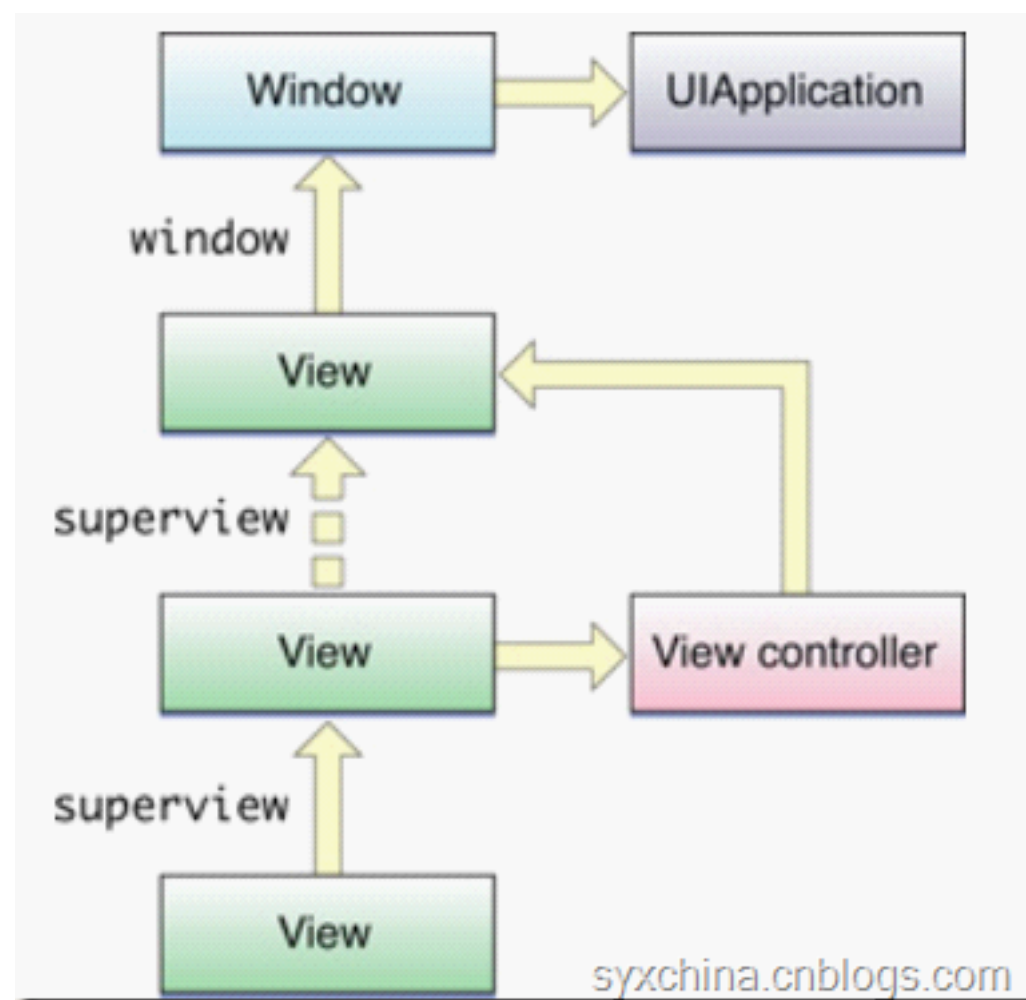 Window
UIApplication
window
View
superview
View
View controller
superview
View
syxchina.cnblogs.com